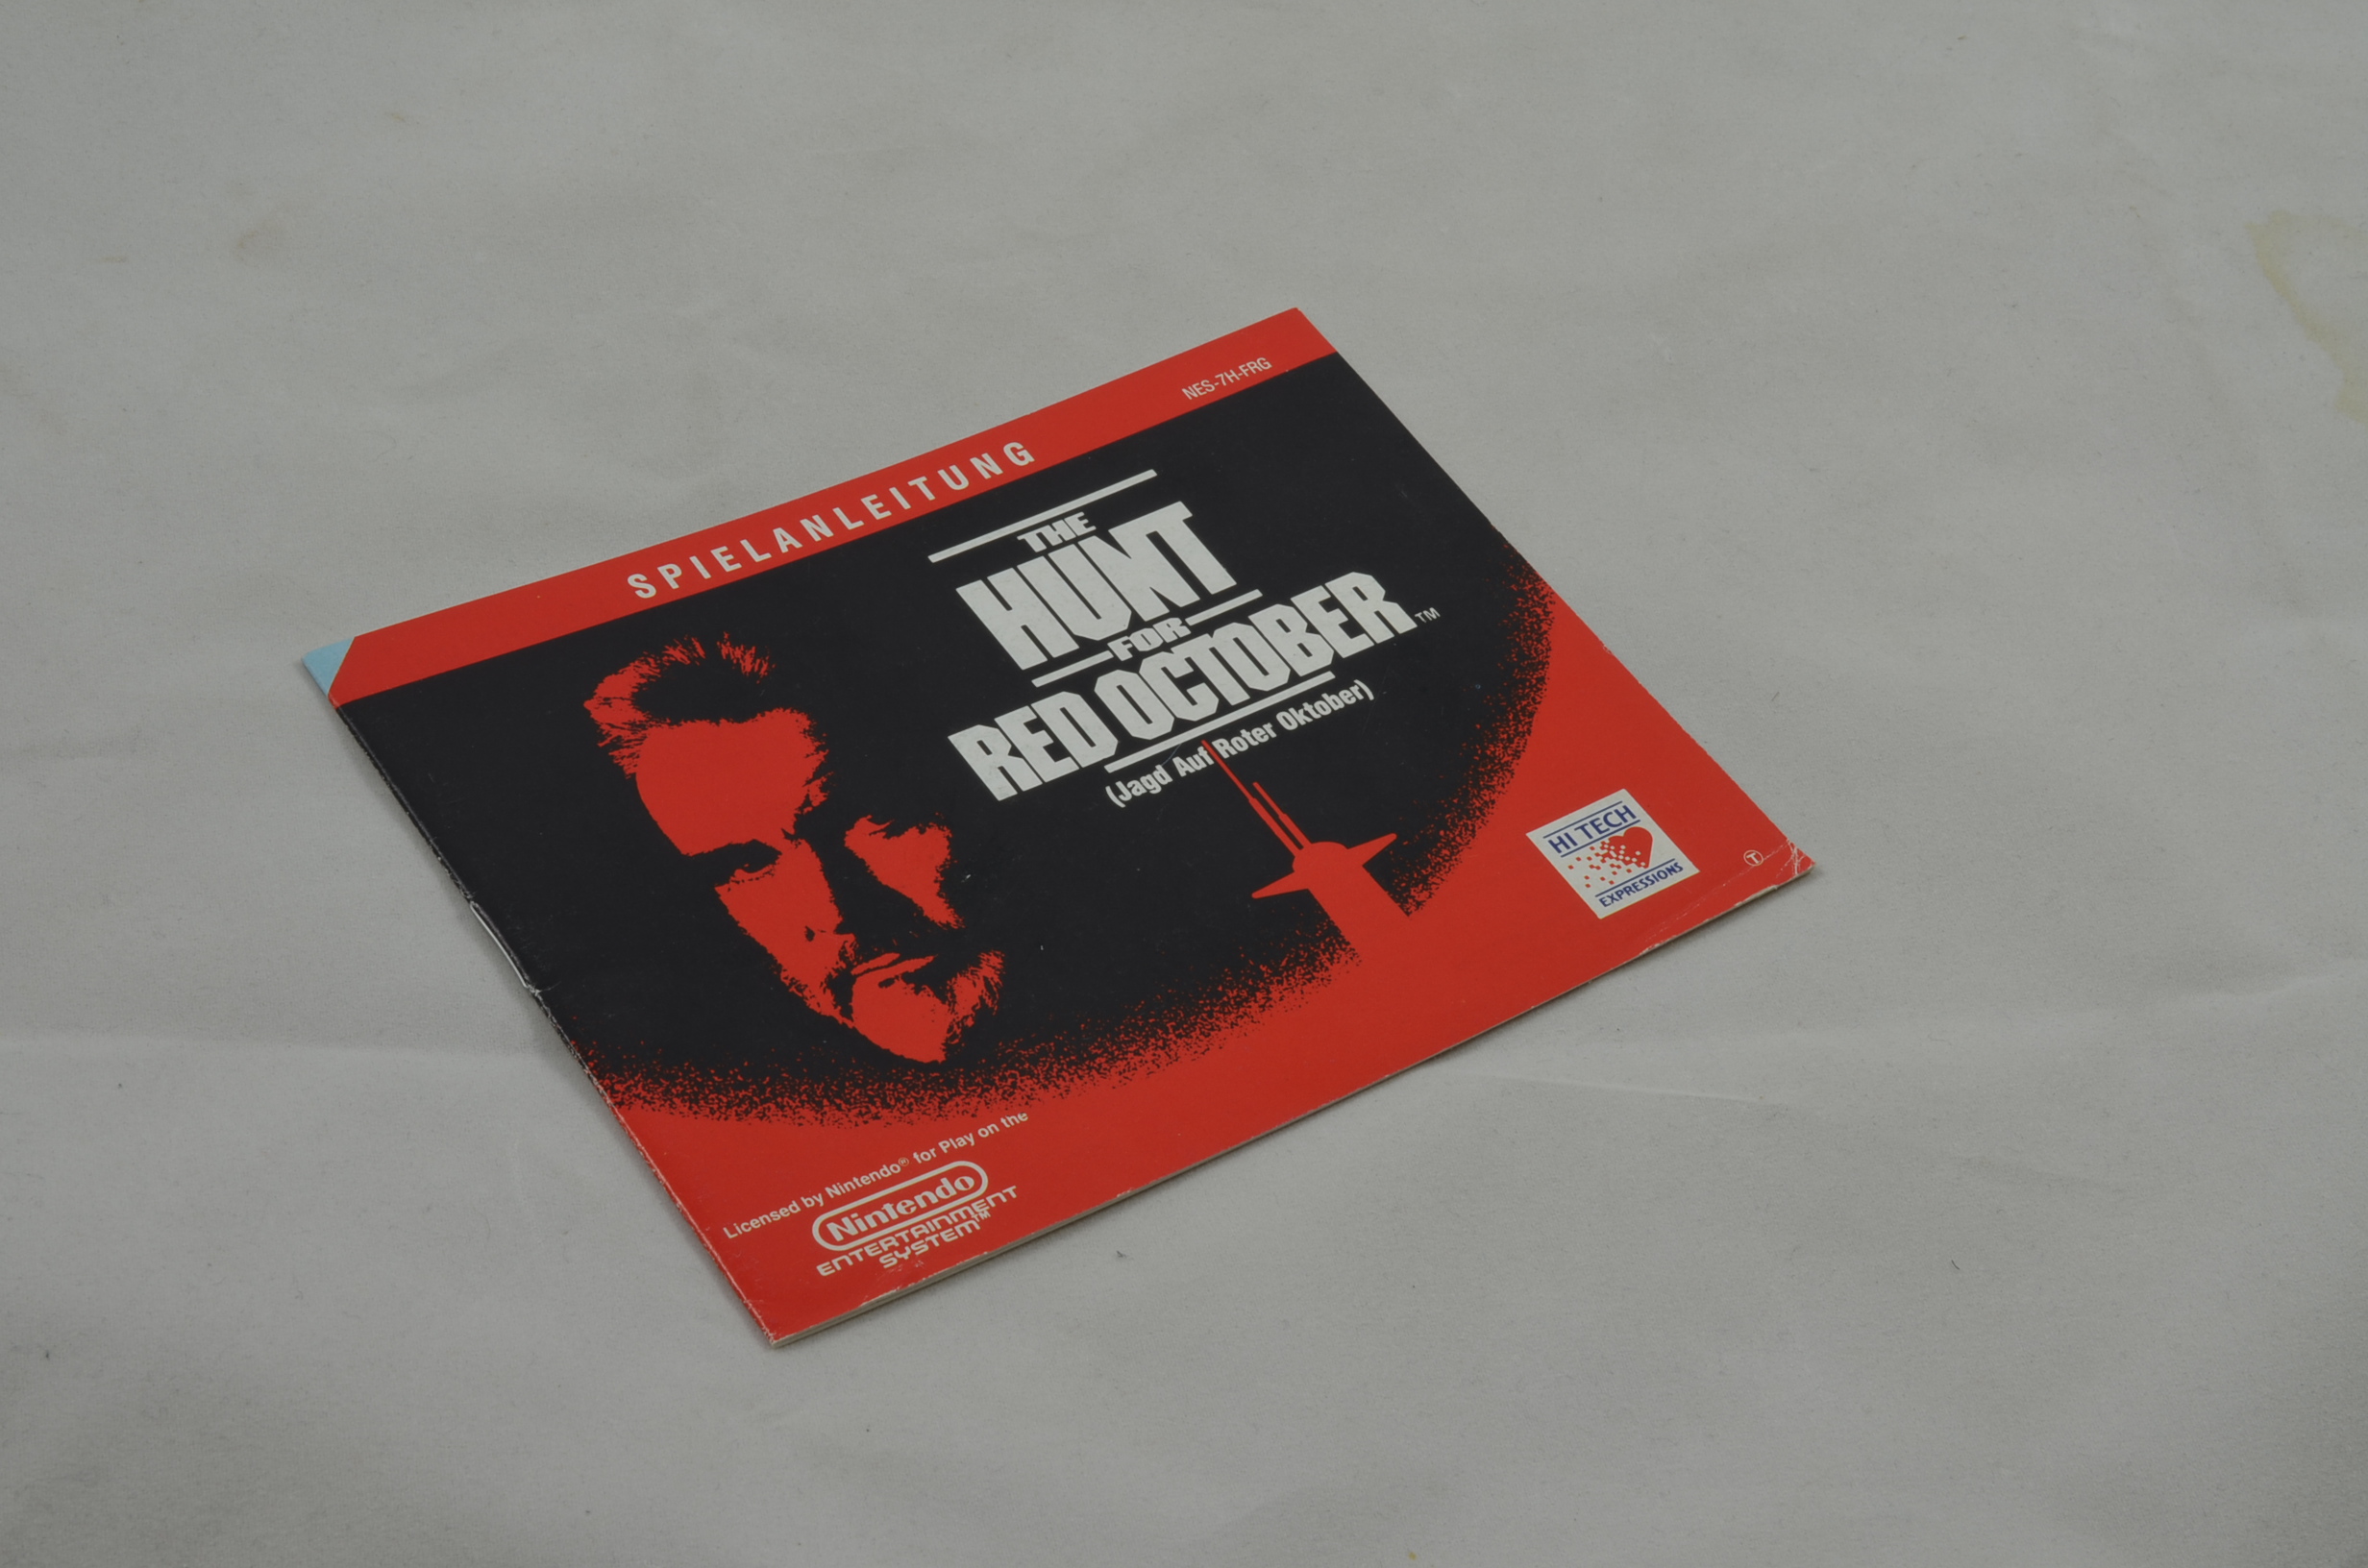 SPIELANLEITUNG
NES-7H-FRG
THE
HUNT
FOR
RED OCTOBER™
(Jagd Auf Roter Oktober)
HI TECH
EXPRESSIONS
T
Licensed by Nintendo® for Play on the
Nintendo
ENTERTAINMENT
SYSTEM™